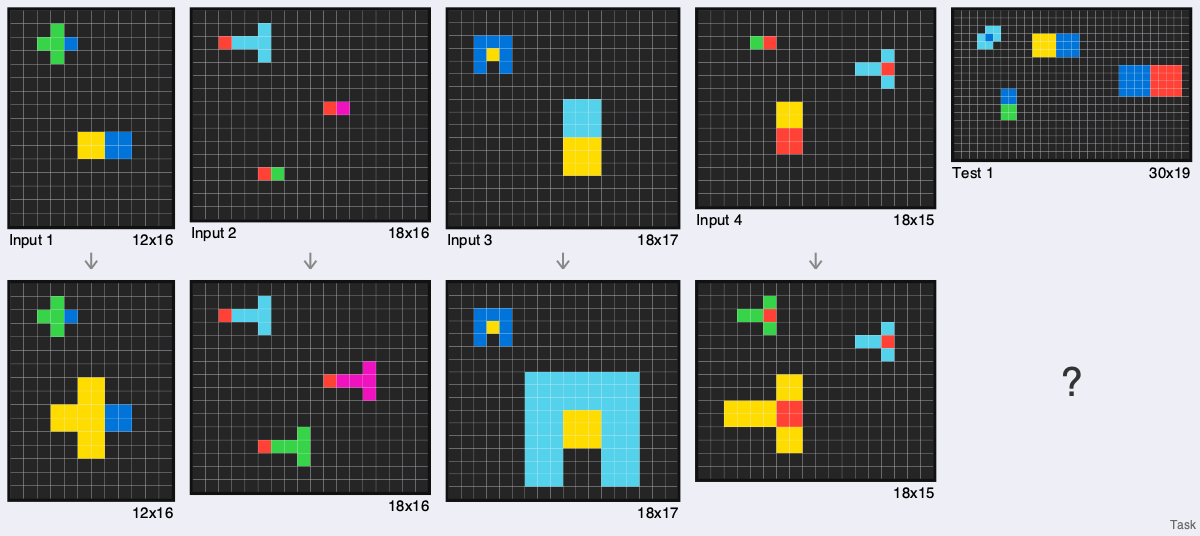 Input 1 12x16
Input 2 18x16
Input 3 18x17
Input 4 18x15
Test 1 30x19
12x16
18x16
18x17
18x15
?
Task